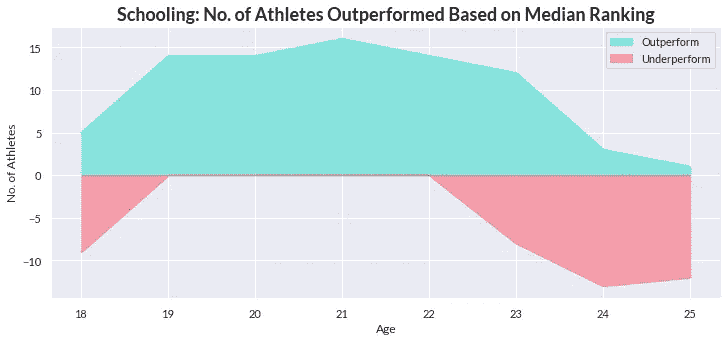 Schooling: No. of Athletes Outperformed Based on Median Ranking
Outperform
Underperform
No. of Athletes
15
10
5
0
−5
−10
18 19 20 21 22 23 24 25
Age